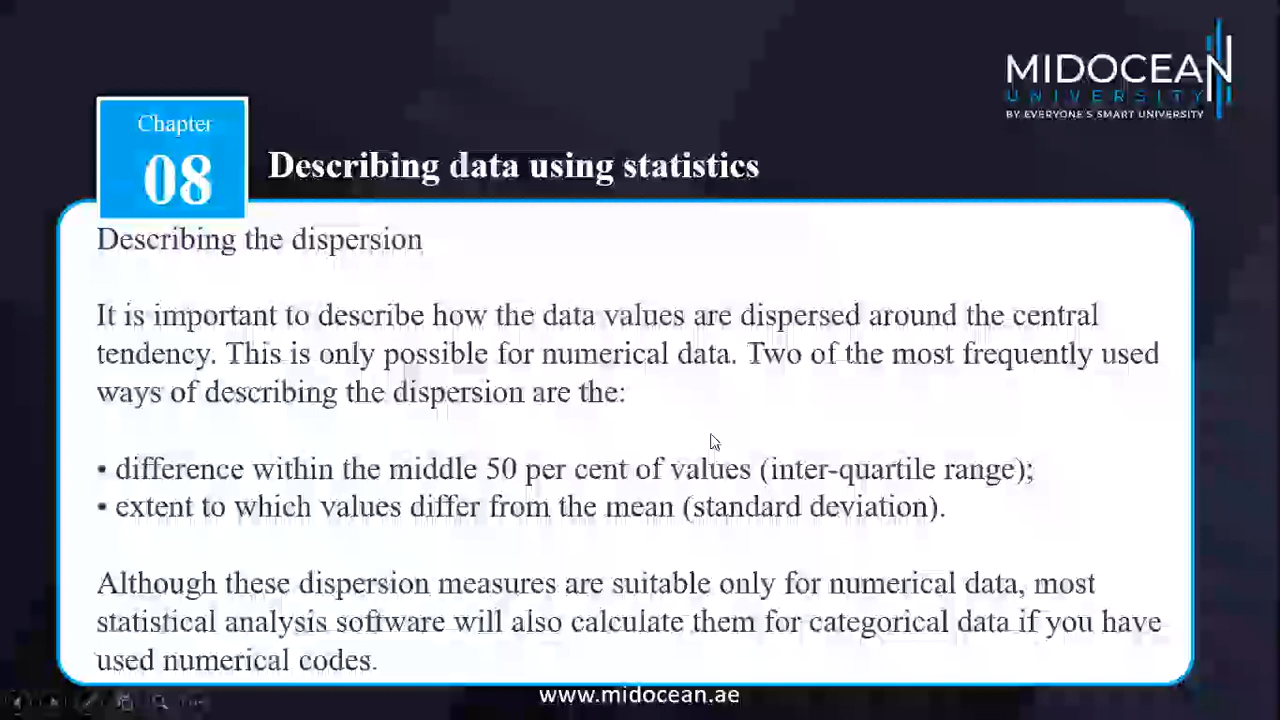 MIDOCEAN
UNIVERSITY
BY EVERYONE'S SMART UNIVERSITY
Chapter
08
Describing data using statistics
Describing the dispersion
It is important to describe how the data values are dispersed around the central
tendency. This is only possible for numerical data. Two of the most frequently used
ways of describing the dispersion are the:
• difference within the middle 50 per cent of values (inter-quartile range);
• extent to which values differ from the mean (standard deviation).
Although these dispersion measures are suitable only for numerical data, most
statistical analysis software will also calculate them for categorical data if you have
used numerical codes.
www.midocean.ae